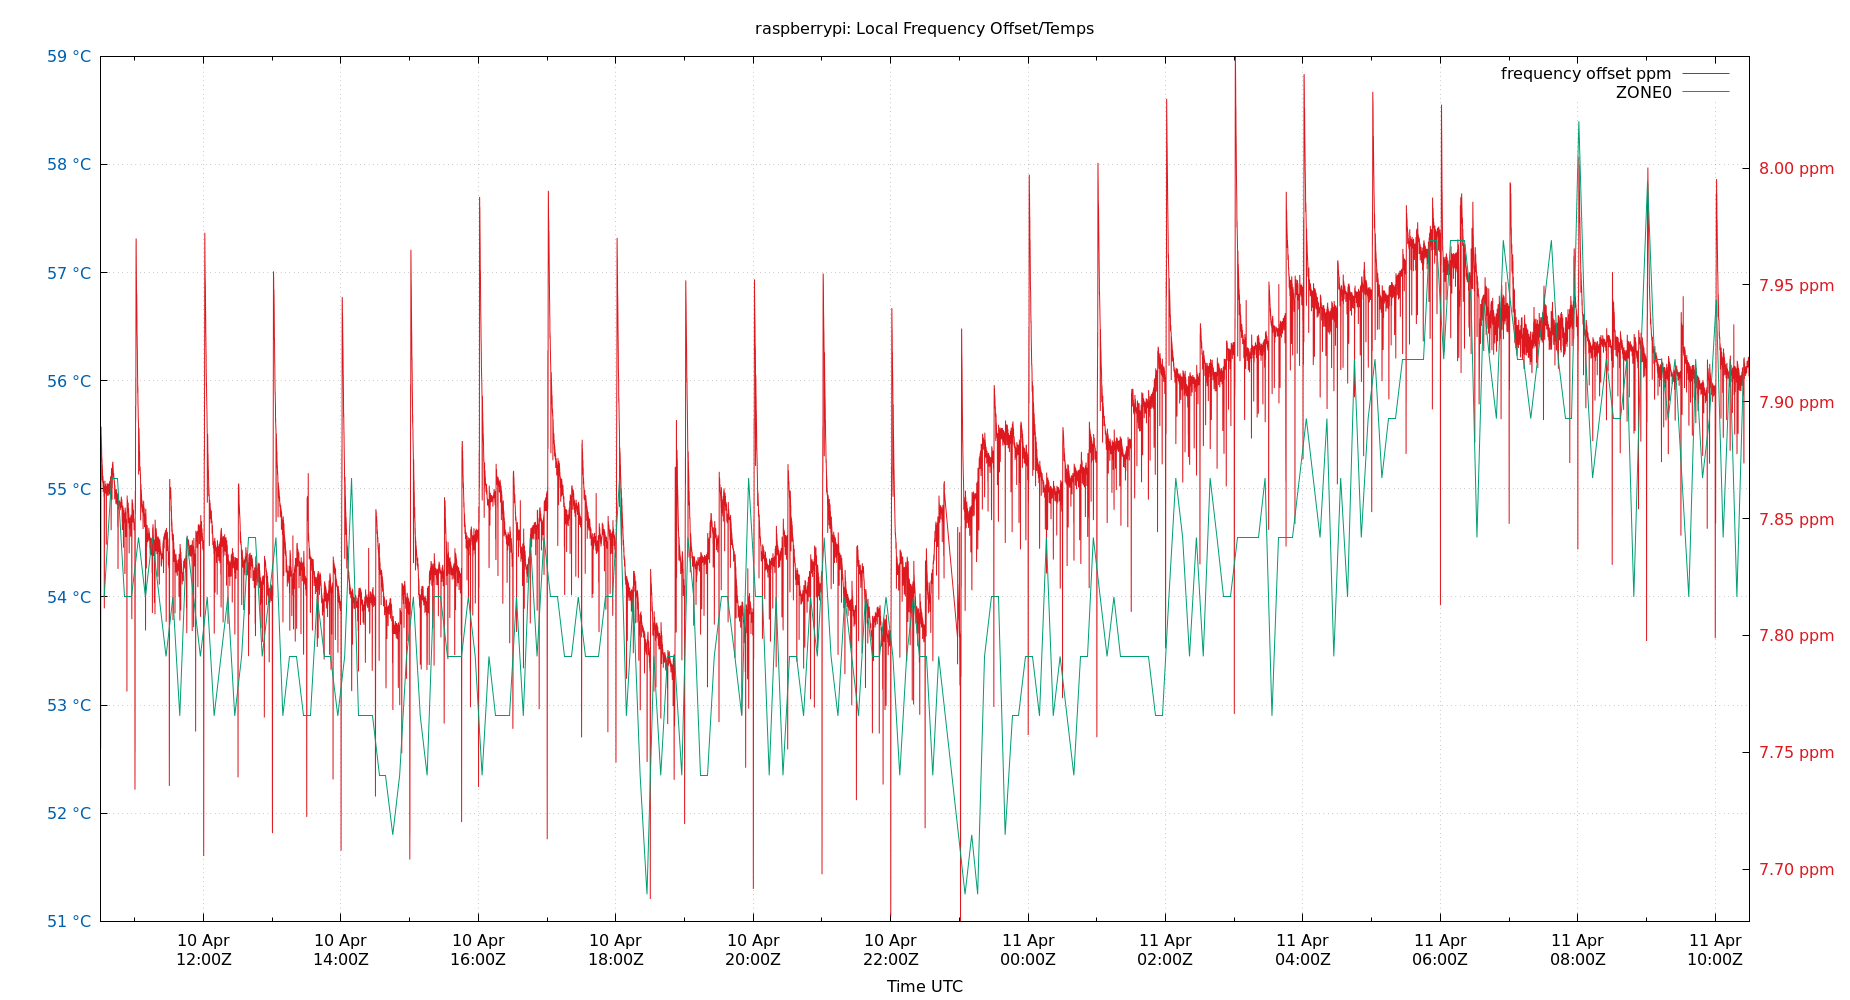 raspberrypi: Local Frequency Offset/Temps
frequency offset ppm
ZONE0
59 °C
58 °C
57 °C
56 °C
55 °C
54 °C
53 °C
52 °C
51 °C
8.00 ppm
7.95 ppm
7.90 ppm
7.85 ppm
7.80 ppm
7.75 ppm
7.70 ppm
10 Apr
12:00Z
10 Apr
14:00Z
10 Apr
16:00Z
10 Apr
18:00Z
10 Apr
20:00Z
10 Apr
22:00Z
11 Apr
00:00Z
11 Apr
02:00Z
11 Apr
04:00Z
11 Apr
06:00Z
11 Apr
08:00Z
11 Apr
10:00Z
Time UTC